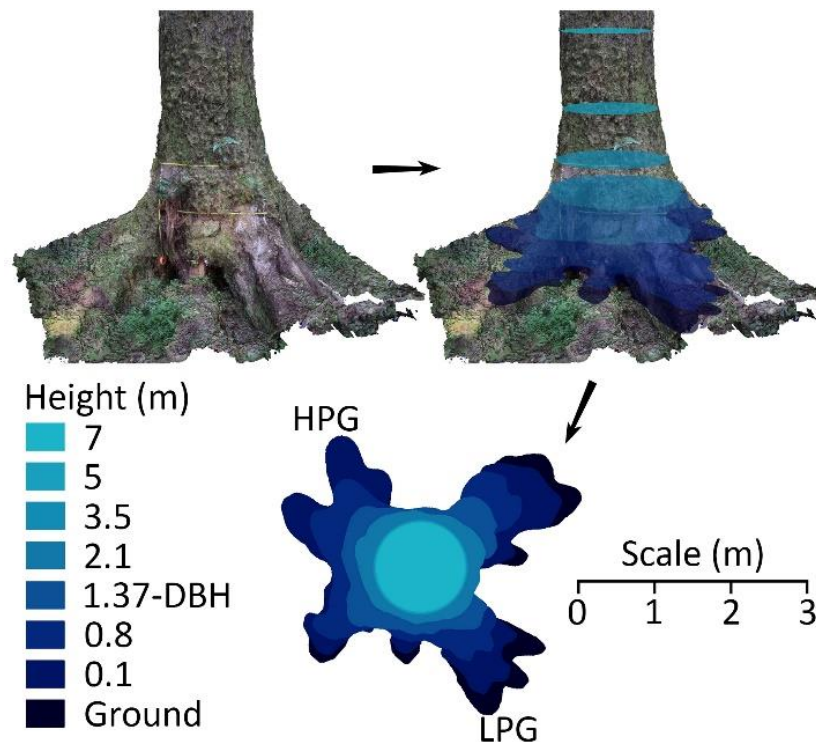 Height (m)
7
5
3.5
2.1
1.37-DBH
0.8
0.1
Ground
HPG
LPG
Scale (m)
0 1 2 3